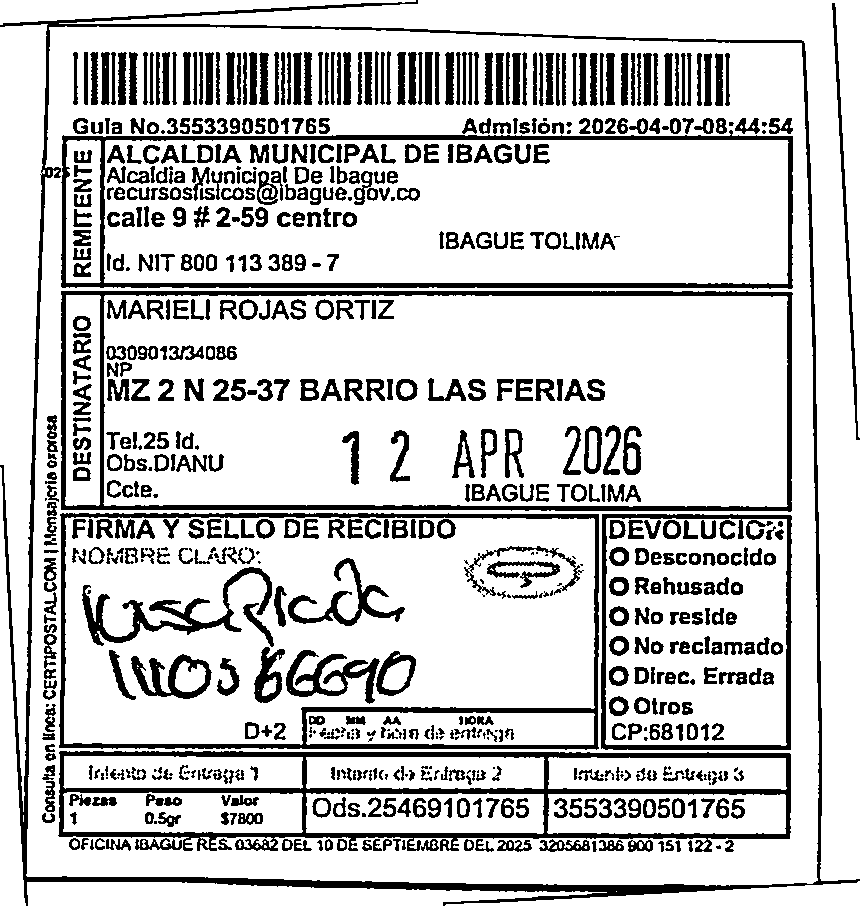 Guia No.3553390501765 Admisión: 2026-04-07-08:44:54
REMITENTE
ALCALDIA MUNICIPAL DE IBAGUE
Alcaldia Municipal De Ibague
recursosfisicos@ibague.gov.co
calle 9 # 2-59 centro
IBAGUE TOLIMA
Id. NIT 800 113 389 - 7
DESTINATARIO
MARIELI ROJAS ORTIZ
0309013/34086
NP
MZ 2 N 25-37 BARRIO LAS FERIAS
Tel.25 Id.
Obs.DIANU
12 APR 2026
Ccte.
IBAGUE TOLIMA
FIRMA Y SELLO DE RECIBIDO
NOMBRE CLARO:
DEVOLUCION
Desconocido
Rehusado
No reside
No reclamado
Direc. Errada
Otros
CP:681012
D+2
DD MM AA HORA
Fecha y hora de entrega
Intento de Entrega 1 Intento de Entrega 2 Intento de Entrega 3
Piezas Peso Valor
1 0.5gr $7800
Ods.25469101765 3553390501765
OFICINA IBAGUE RES. 03682 DEL 10 DE SEPTIEMBRE DEL 2025 3205681386 900 151 122 - 2
Consulta en linea: CERTIPOSTAL.COM | Mensajeria expresa